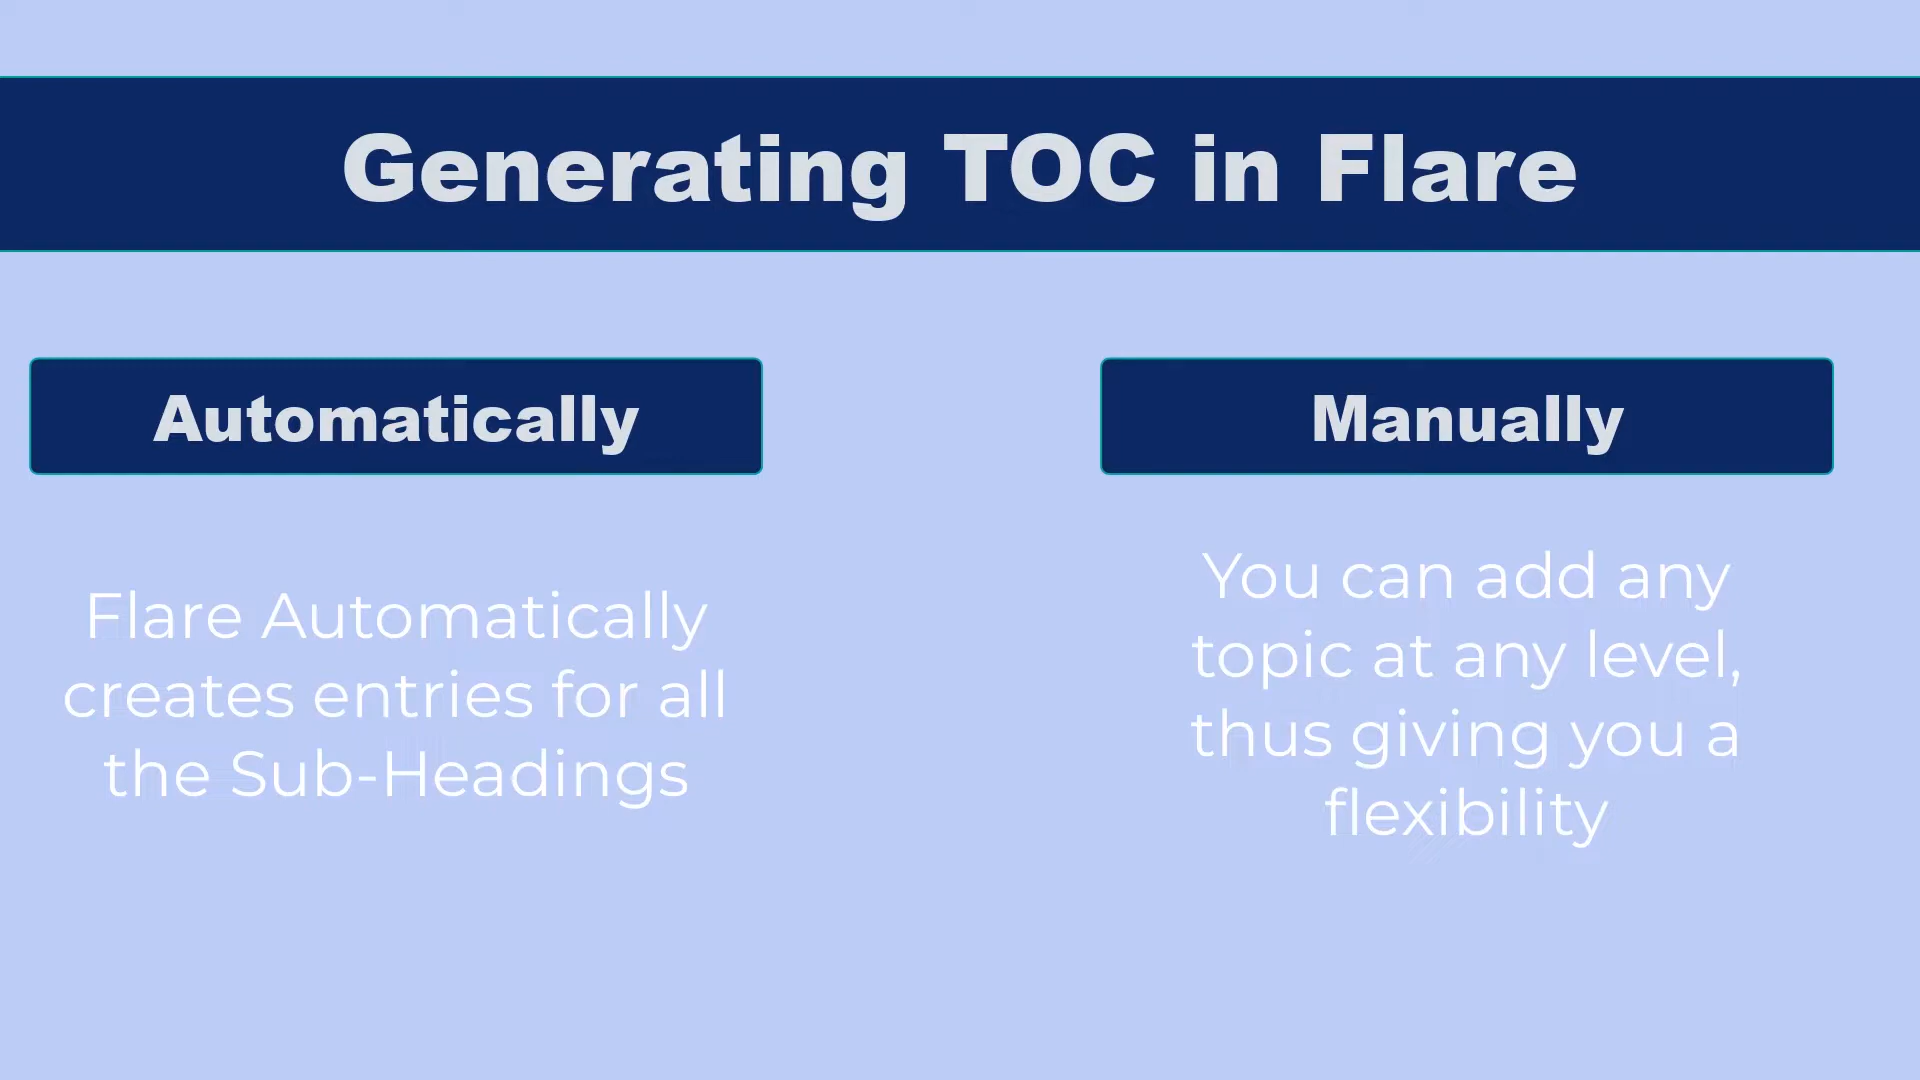 Generating TOC in Flare
Automatically
Flare Automatically
creates entries for all
the Sub-Headings
Manually
You can add any
topic at any level,
thus giving you a
flexibility